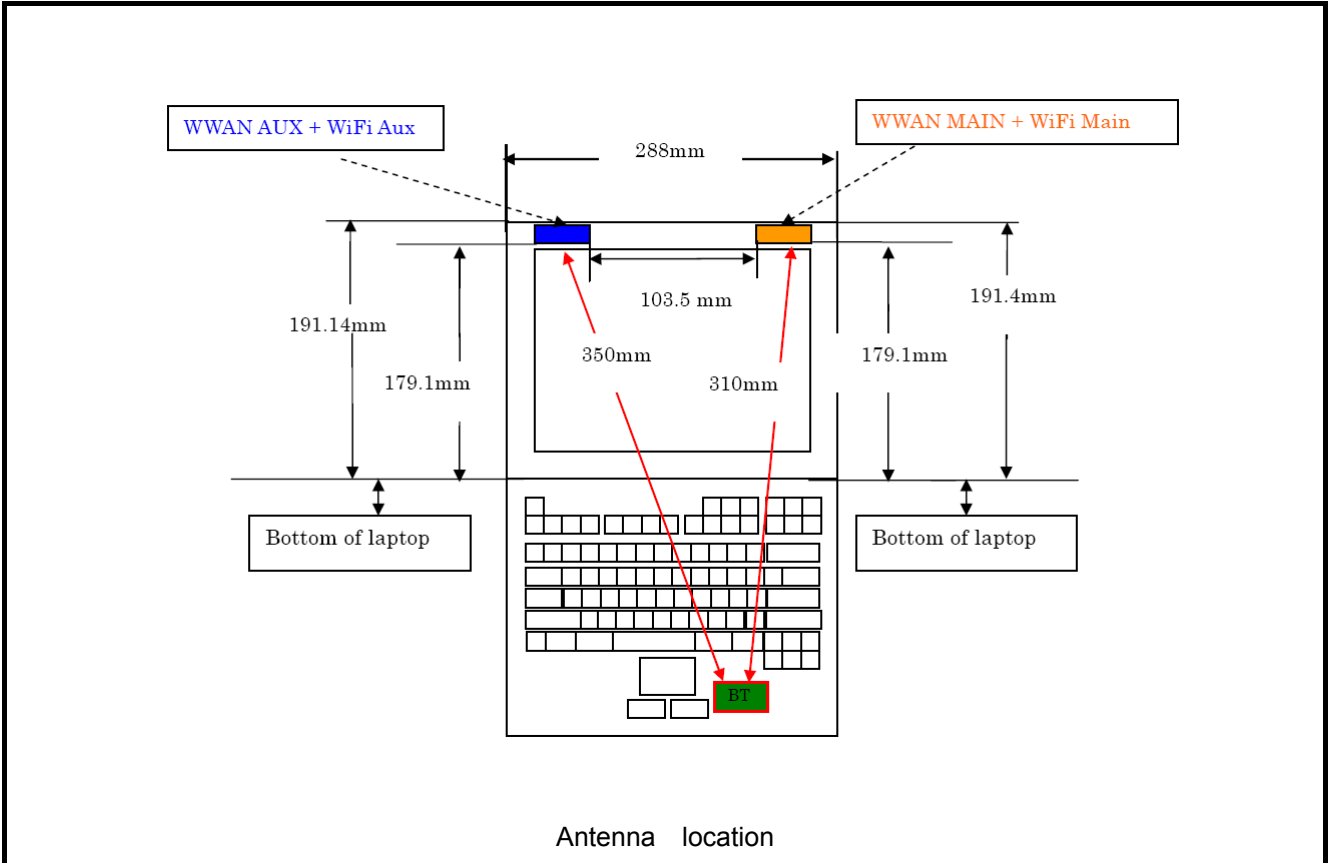 WWAN AUX + WiFi Aux
WWAN MAIN + WiFi Main
288mm
103.5 mm
191.14mm
191.4mm
350mm
179.1mm
179.1mm
310mm
Bottom of laptop
Bottom of laptop
BT
Antenna location